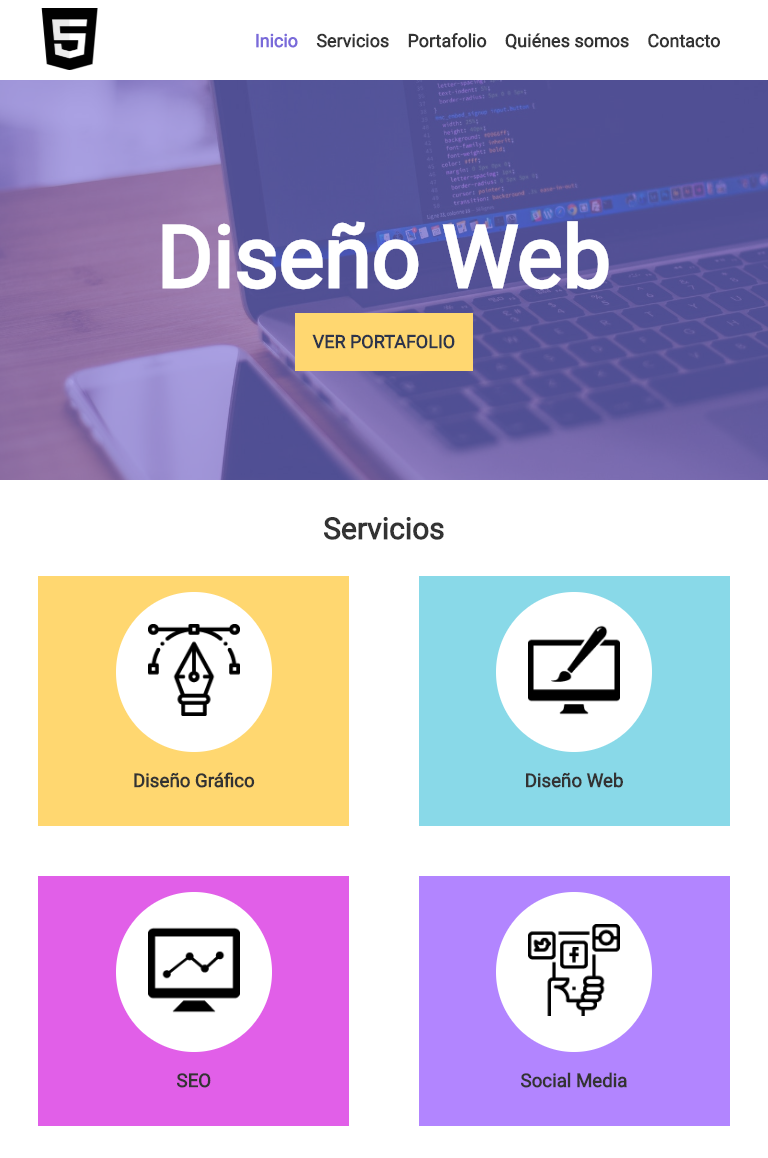 5
Inicio Servicios Portafolio Quiénes somos Contacto
Diseño Web
VER PORTAFOLIO
Servicios
Diseño Gráfico
Diseño Web
SEO
Social Media